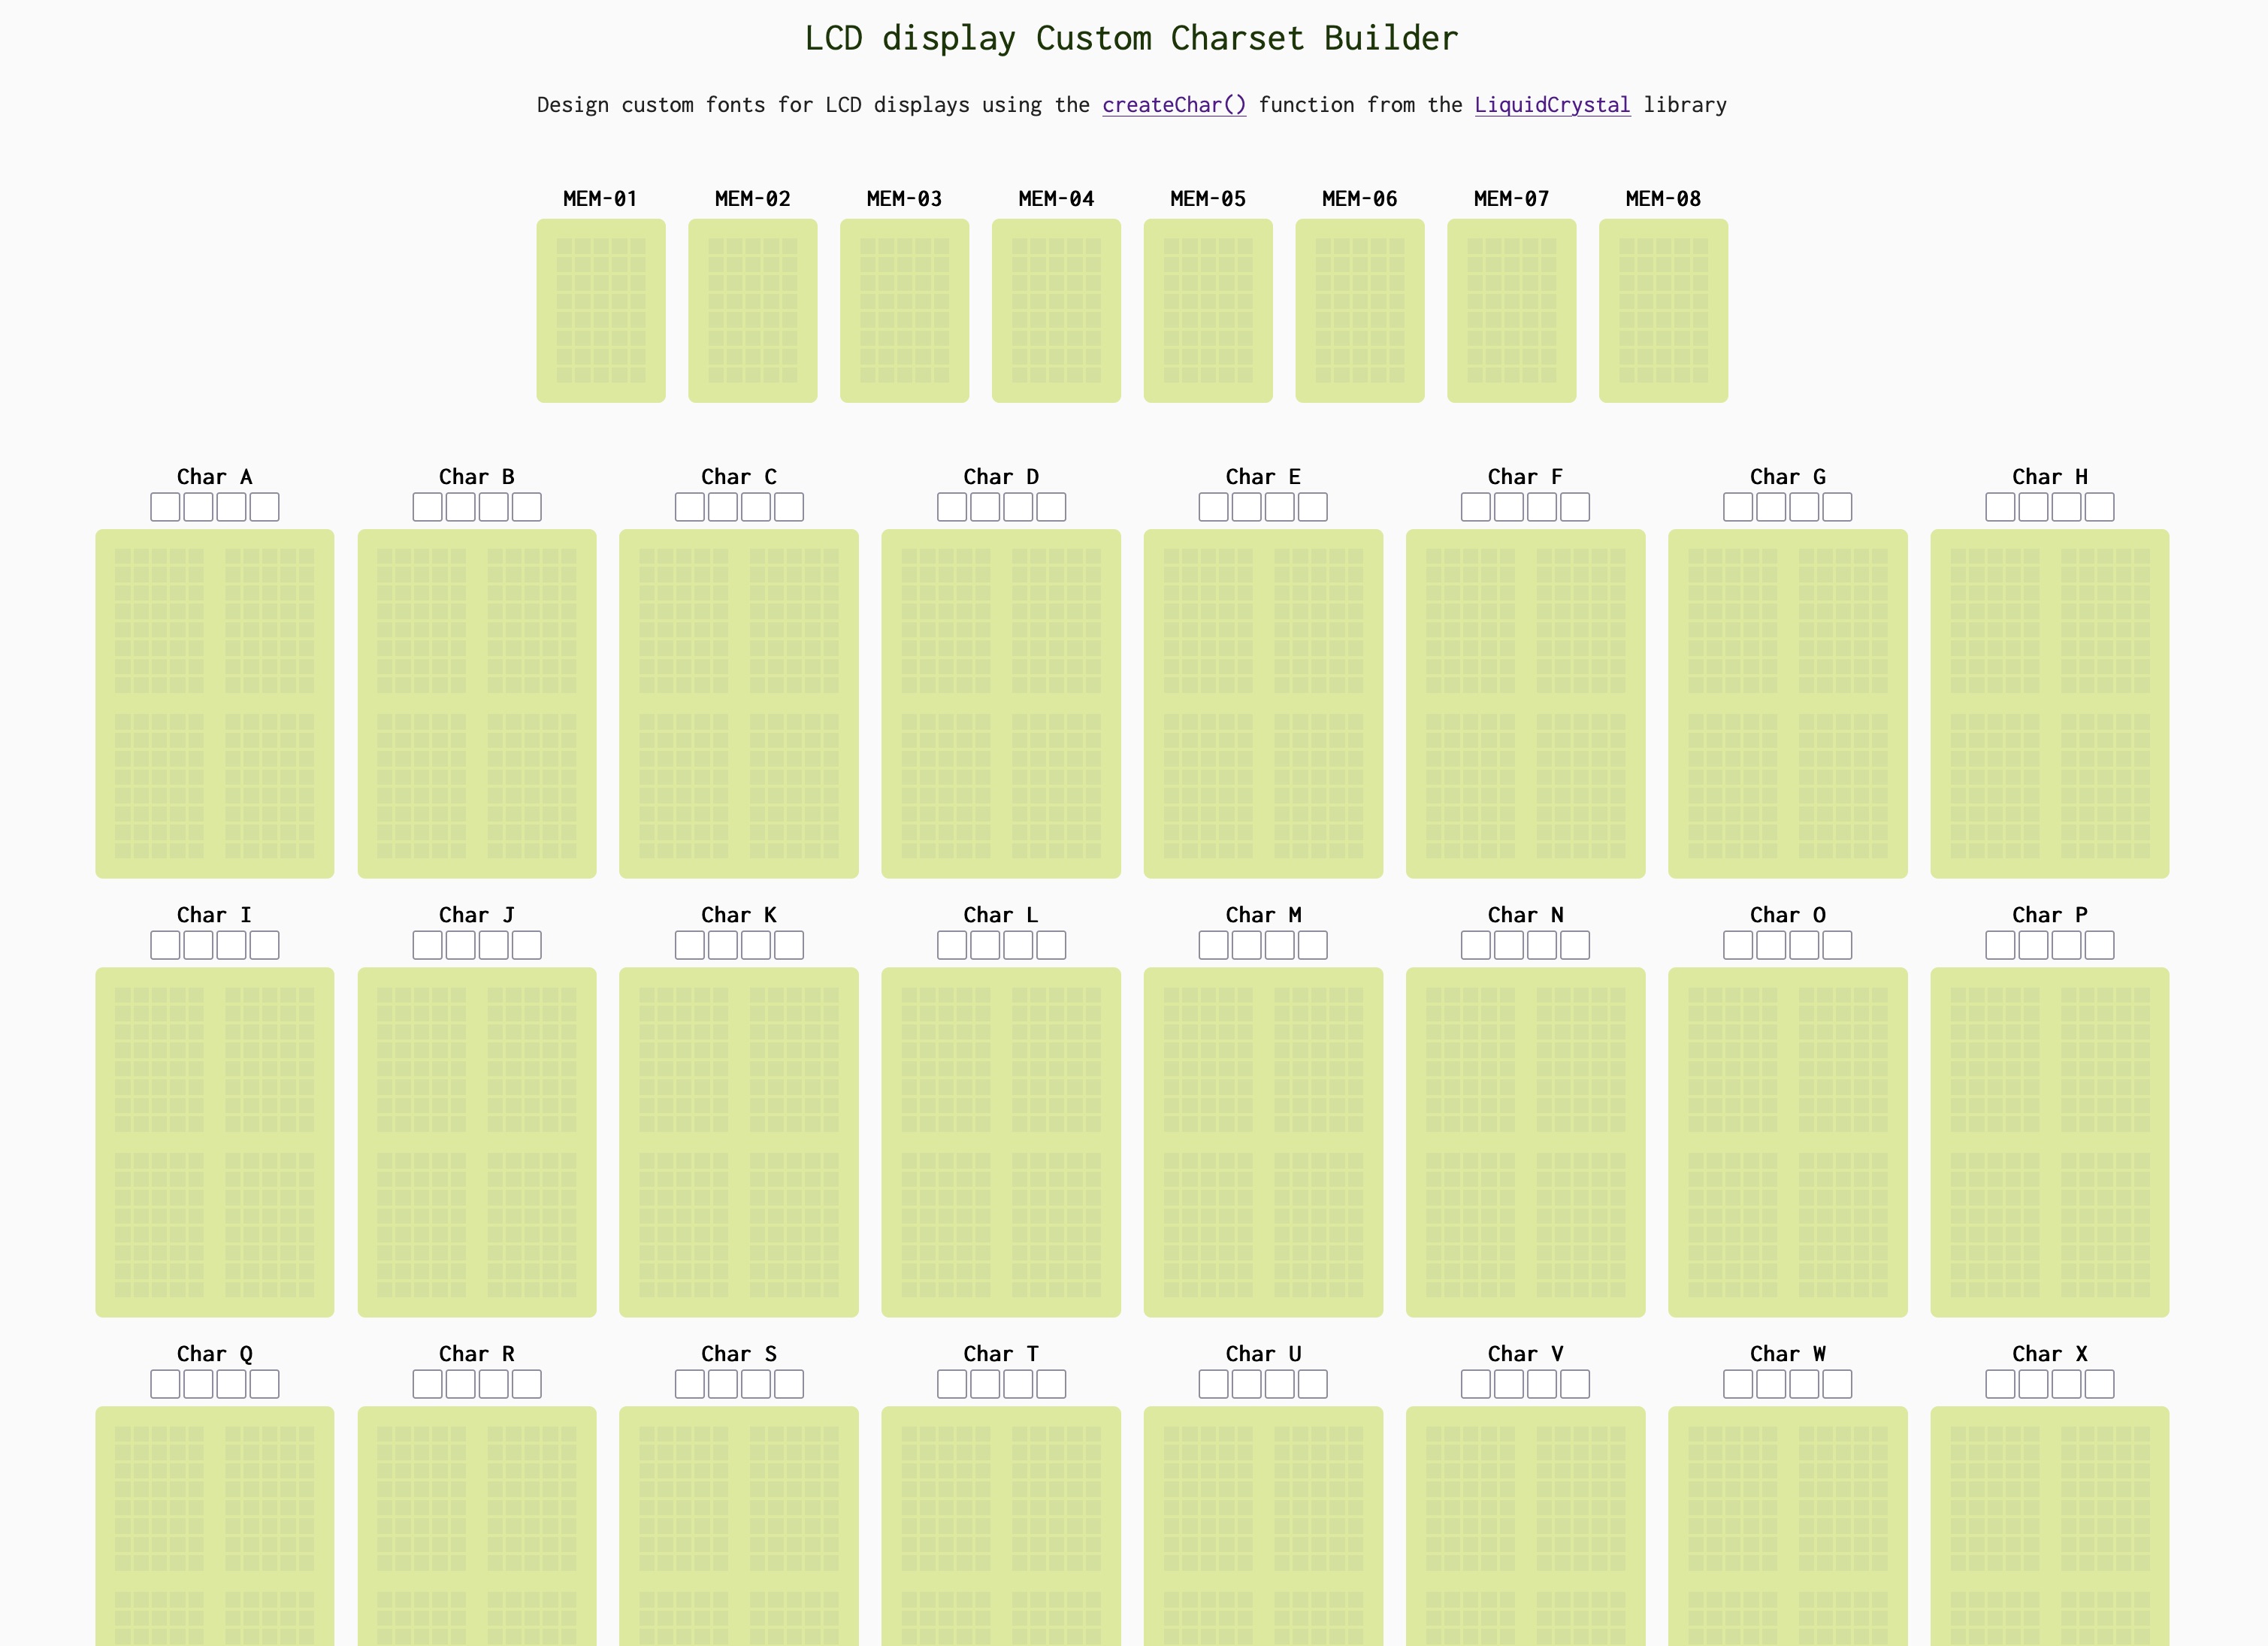 LCD display Custom Charset Builder
Design custom fonts for LCD displays using the createChar() function from the LiquidCrystal library
MEM-01 MEM-02 MEM-03 MEM-04 MEM-05 MEM-06 MEM-07 MEM-08
Char A Char B Char C Char D Char E Char F Char G Char H
Char I Char J Char K Char L Char M Char N Char O Char P
Char Q Char R Char S Char T Char U Char V Char W Char X